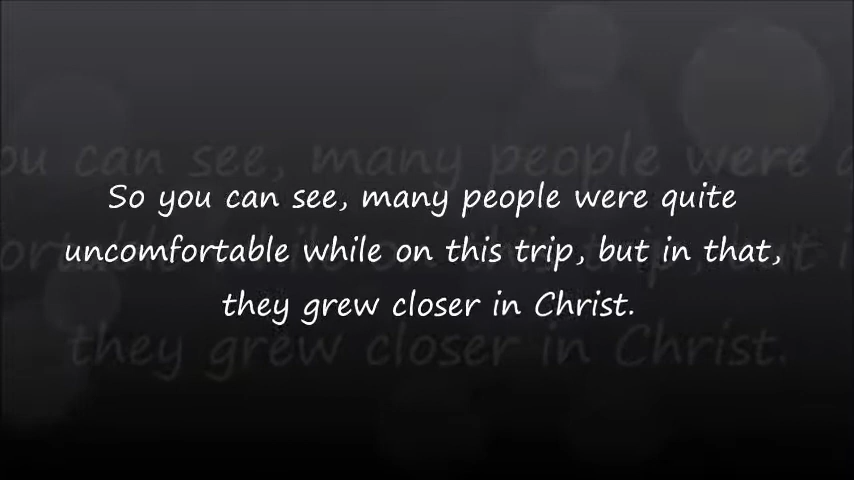 So you can see, many people were quite
uncomfortable while on this trip, but in that,
they grew closer in Christ.